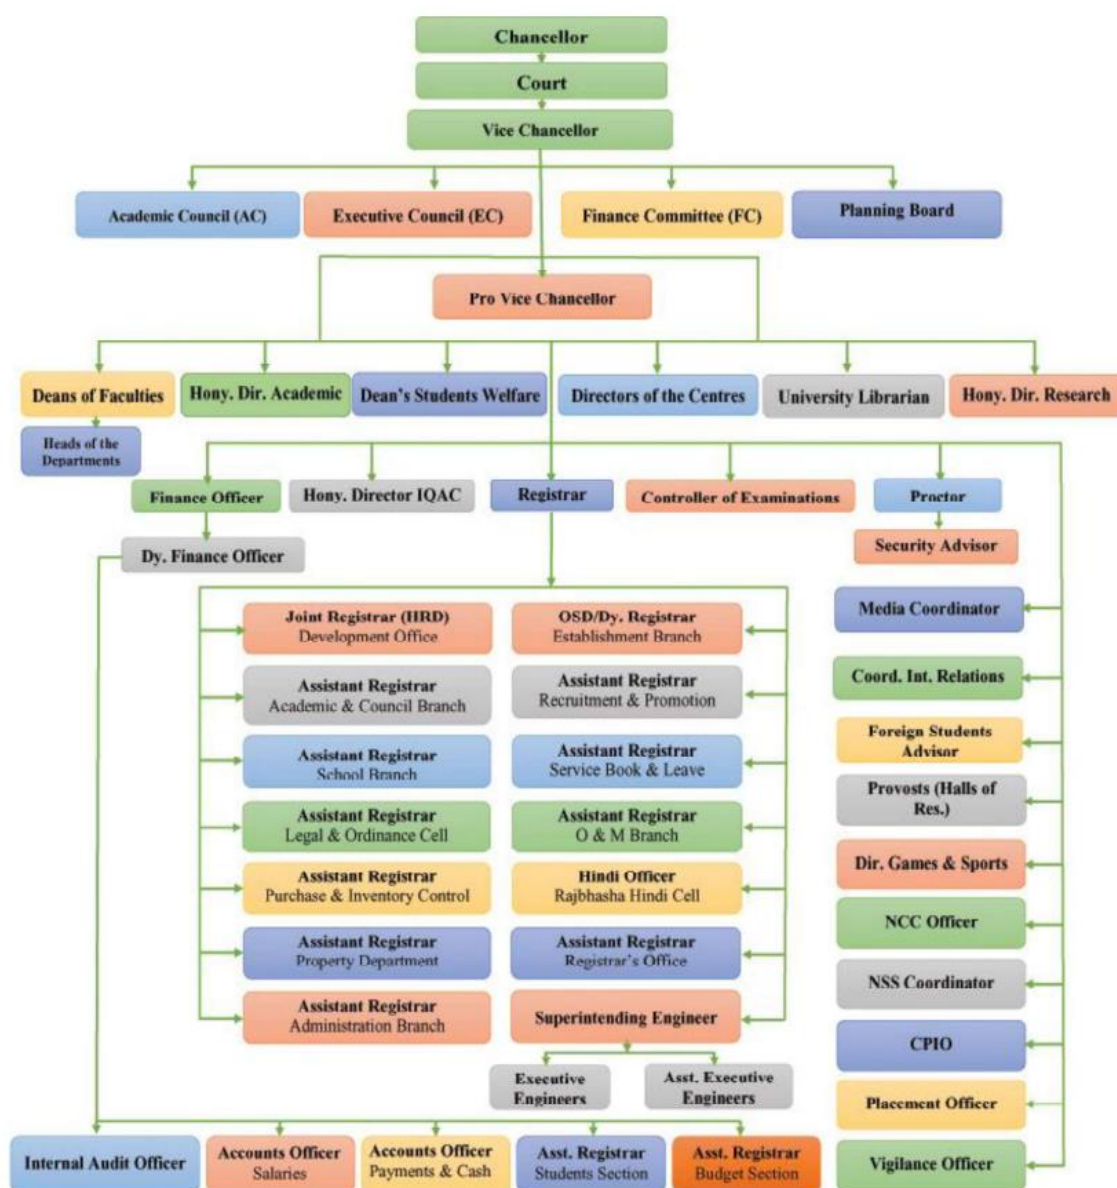 Chancellor
Court
Vice Chancellor
Academic Council (AC)
Executive Council (EC)
Finance Committee (FC)
Planning Board
Pro Vice Chancellor
Deans of Faculties
Hony. Dir. Academic
Dean's Students Welfare
Directors of the Centres
University Librarian
Hony. Dir. Research
Heads of the
Departments
Finance Officer
Hony. Director IQAC
Registrar
Controller of Examinations
Proctor
Dy. Finance Officer
Security Advisor
Joint Registrar (HRD)
Development Office
OSD/Dy. Registrar
Establishment Branch
Assistant Registrar
Academic & Council Branch
Assistant Registrar
Recruitment & Promotion
Assistant Registrar
School Branch
Assistant Registrar
Service Book & Leave
Assistant Registrar
Legal & Ordinance Cell
Assistant Registrar
O & M Branch
Assistant Registrar
Purchase & Inventory Control
Hindi Officer
Rajbhasha Hindi Cell
Assistant Registrar
Property Department
Assistant Registrar
Registrar's Office
Assistant Registrar
Administration Branch
Superintending Engineer
Executive
Engineers
Asst. Executive
Engineers
Media Coordinator
Coord. Int. Relations
Foreign Students
Advisor
Provosts (Halls of
Res.)
Dir. Games & Sports
NCC Officer
NSS Coordinator
CPIO
Placement Officer
Vigilance Officer
Internal Audit Officer
Accounts Officer
Salaries
Accounts Officer
Payments & Cash
Asst. Registrar
Students Section
Asst. Registrar
Budget Section